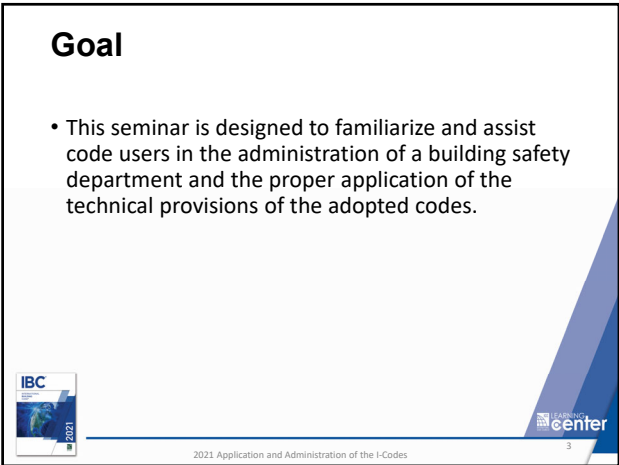 Goal
• This seminar is designed to familiarize and assist
code users in the administration of a building safety
department and the proper application of the
technical provisions of the adopted codes.
IBC
2021
LEARNING
center
2021 Application and Administration of the I-Codes
3